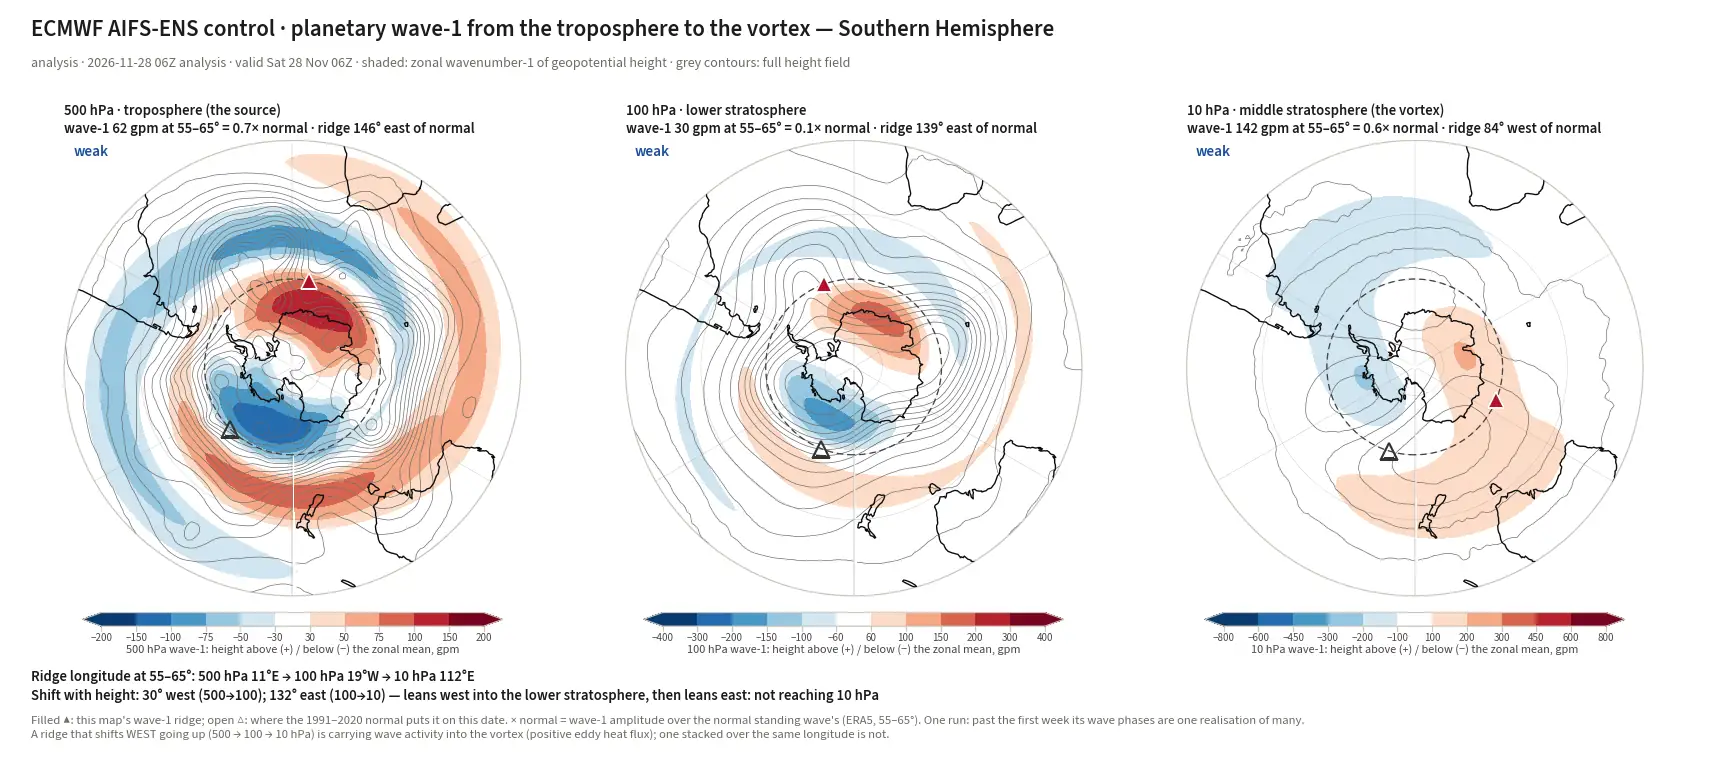 ECMWF AIFS-ENS control · planetary wave-1 from the troposphere to the vortex — Southern Hemisphere
analysis · 2026-11-28 06Z analysis · valid Sat 28 Nov 06Z · shaded: zonal wavenumber-1 of geopotential height · grey contours: full height field
500 hPa · troposphere (the source)
wave-1 62 gpm at 55–65° = 0.7× normal · ridge 146° east of normal
weak
100 hPa · lower stratosphere
wave-1 30 gpm at 55–65° = 0.1× normal · ridge 139° east of normal
weak
10 hPa · middle stratosphere (the vortex)
wave-1 142 gpm at 55–65° = 0.6× normal · ridge 84° west of normal
weak
−200 −150 −100 −75 −50 −30 30 50 75 100 150 200
500 hPa wave-1: height above (+) / below (−) the zonal mean, gpm
−400 −300 −200 −150 −100 −60 60 100 150 200 300 400
100 hPa wave-1: height above (+) / below (−) the zonal mean, gpm
−800 −600 −450 −300 −200 −100 100 200 300 450 600 800
10 hPa wave-1: height above (+) / below (−) the zonal mean, gpm
Ridge longitude at 55–65°: 500 hPa 11°E → 100 hPa 19°W → 10 hPa 112°E
Shift with height: 30° west (500→100); 132° east (100→10) — leans west into the lower stratosphere, then leans east: not reaching 10 hPa
Filled ▲: this map's wave-1 ridge; open △: where the 1991–2020 normal puts it on this date. × normal = wave-1 amplitude over the normal standing wave's (ERA5, 55–65°). One run: past the first week its wave phases are one realisation of many.
A ridge that shifts WEST going up (500 → 100 → 10 hPa) is carrying wave activity into the vortex (positive eddy heat flux); one stacked over the same longitude is not.